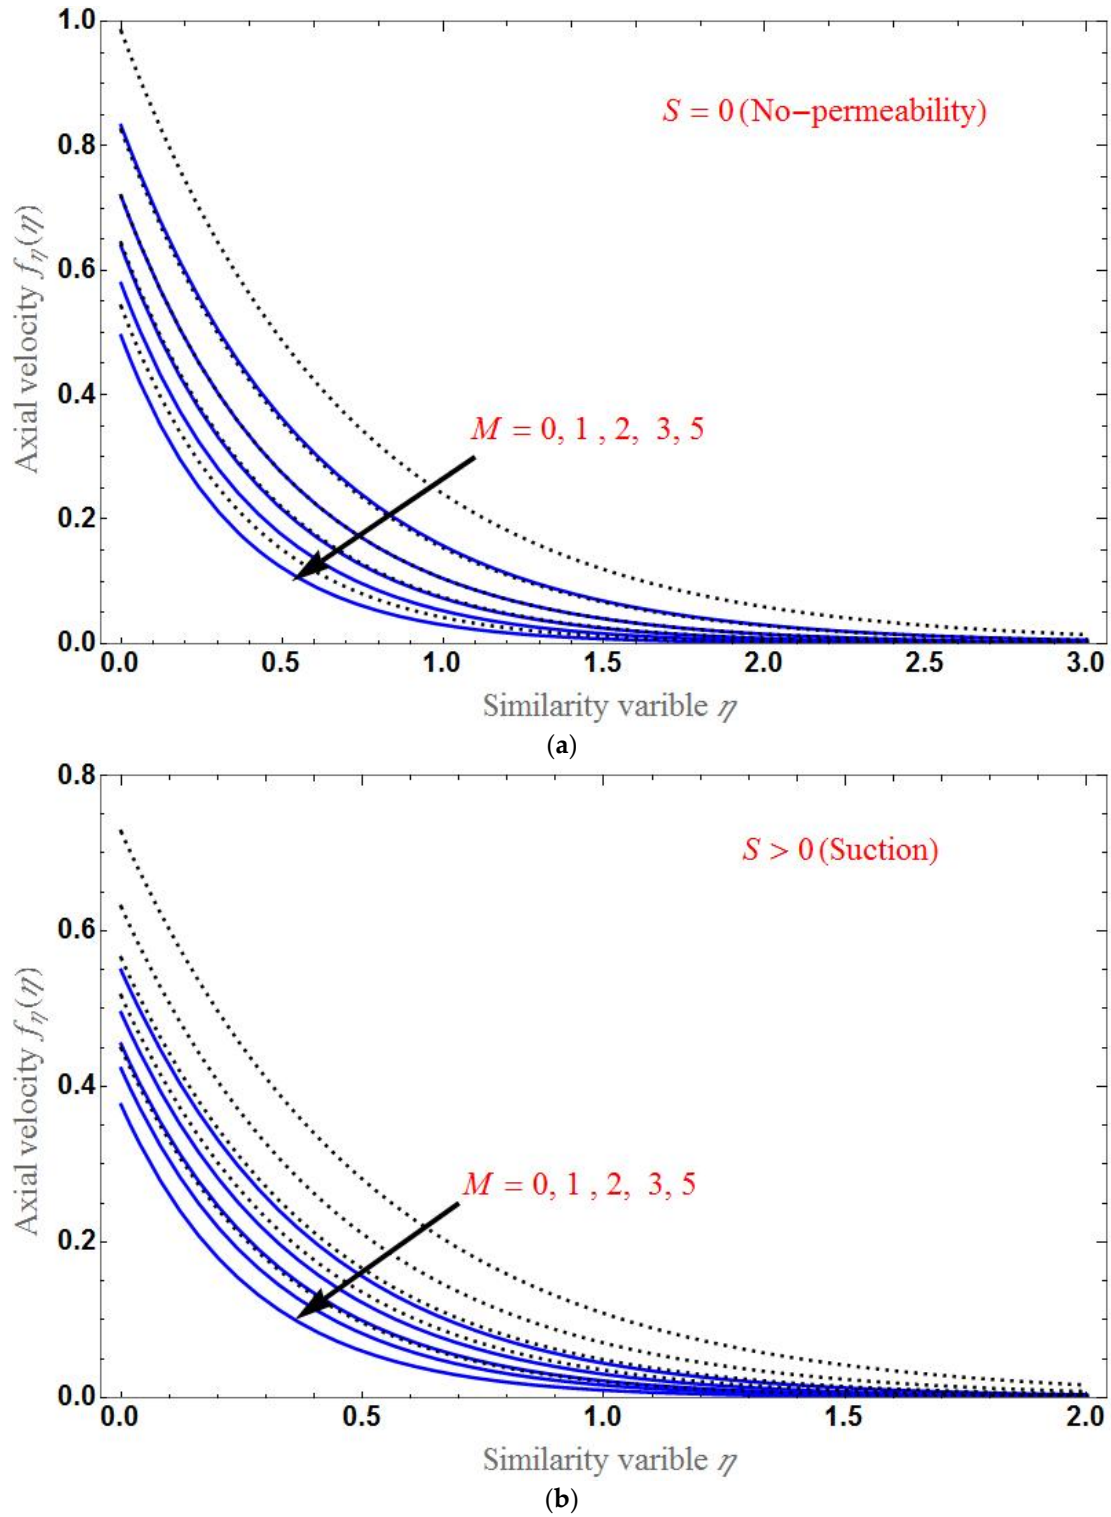 1.0
S = 0 (No−permeability)
0.8
0.6
Axial velocity fη(η)
0.4
M = 0, 1 , 2, 3, 5
0.2
0.0
0.0 0.5 1.0 1.5 2.0 2.5 3.0
Similarity varible η
(a)
0.8
S > 0 (Suction)
0.6
Axial velocity fη(η)
0.4
M = 0, 1 , 2, 3, 5
0.2
0.0
0.0 0.5 1.0 1.5 2.0
Similarity varible η
(b)